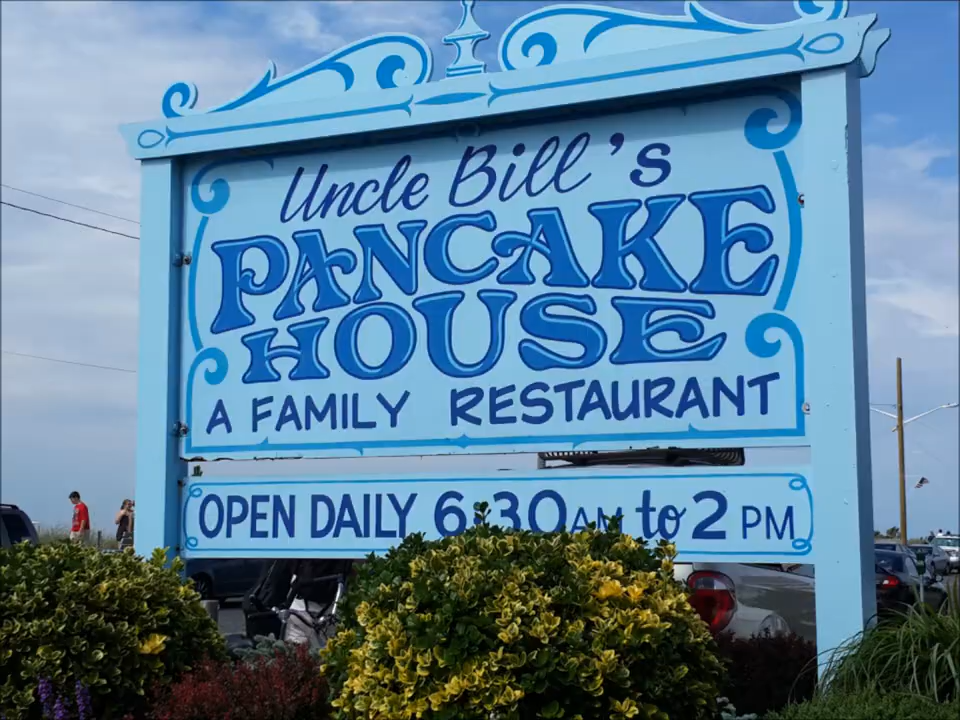 Uncle Bill's
PANCAKE
HOUSE
A FAMILY RESTAURANT
OPEN DAILY 6:30 AM to 2 PM